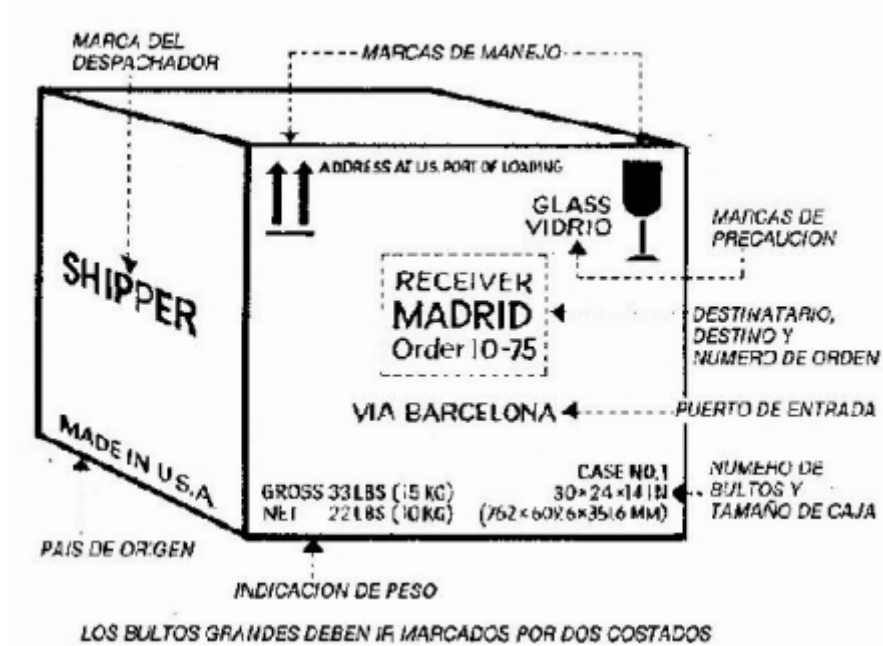 MARCA DEL
DESPACHADOR
MARCAS DE MANEJO
ADDRESS AT U.S. PORT OF LOADING
GLASS
VIDRIO
MARCAS DE
PRECAUCION
SHIPPER
RECEIVER
MADRID
Order 10-75
DESTINATARIO,
DESTINO Y
NUMERO DE ORDEN
VIA BARCELONA
PUERTO DE ENTRADA
MADE IN U.S.A.
CASE NO.1
GROSS 33 LBS (15 KG)
30×24×14 IN
NET 22 LBS (10 KG)
(762×609.6×351.6 MM)
NUMERO DE
BULTOS Y
TAMAÑO DE CAJA
PAIS DE ORIGEN
INDICACION DE PESO
LOS BULTOS GRANDES DEBEN IR MARCADOS POR DOS COSTADOS